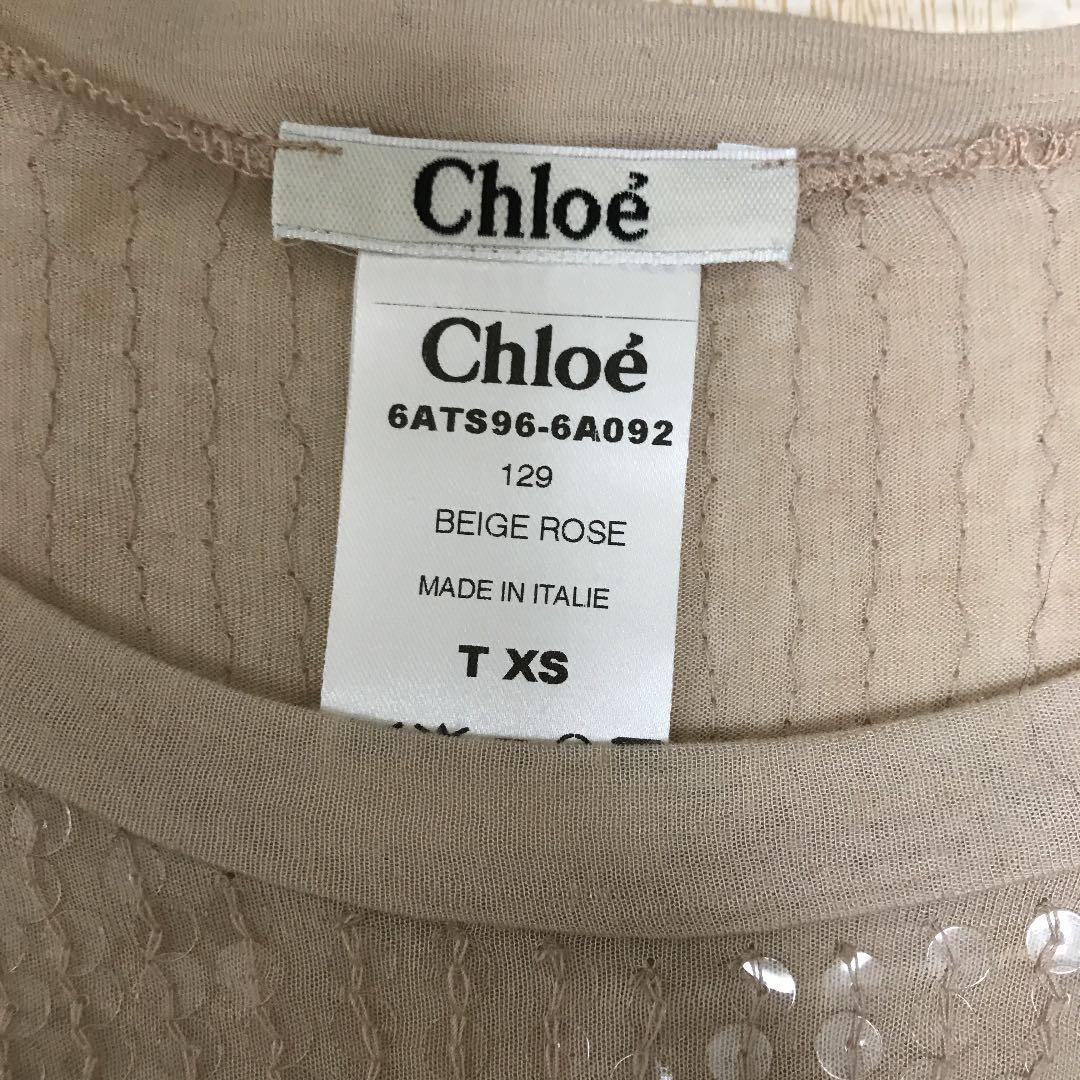 Chloé
Chloé
6ATS96-6A092
129
BEIGE ROSE
MADE IN ITALIE
T XS